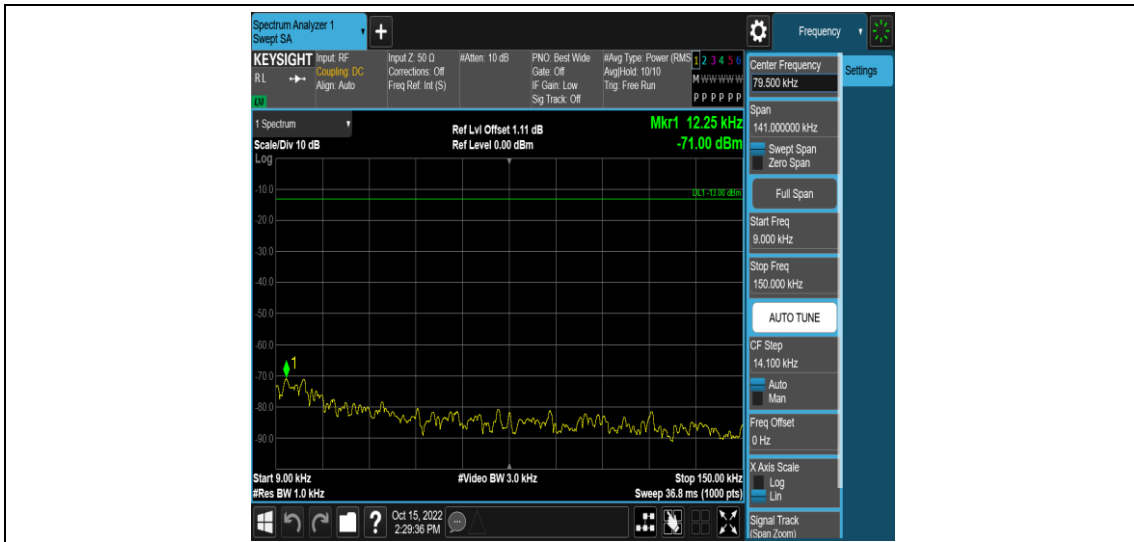 Spectrum Analyzer 1
Swept SA
+
Frequency
KEYSIGHT
RL
Input: RF
Coupling: DC
Align: Auto
Input Z: 50 Ω
Corrections: Off
Freq Ref: Int (S)
#Atten: 10 dB
PNO: Best Wide
Gate: Off
IF Gain: Low
Sig Track: Off
#Avg Type: Power (RMS
Avg|Hold: 10/10
Trig: Free Run
1 2 3 4 5 6
M W W W W W
P P P P P P
1 Spectrum
Scale/Div 10 dB
Log
Ref Lvl Offset 1.11 dB
Ref Level 0.00 dBm
Mkr1 12.25 kHz
-71.00 dBm
DL1 -13.00 dBm
-10.0
-20.0
-30.0
-40.0
-50.0
-60.0
-70.0
-80.0
-90.0
1
Start 9.00 kHz
#Res BW 1.0 kHz
#Video BW 3.0 kHz
Stop 150.00 kHz
Sweep 36.8 ms (1000 pts)
Center Frequency
79.500 kHz
Settings
Span
141.000000 kHz
Swept Span
Zero Span
Full Span
Start Freq
9.000 kHz
Stop Freq
150.000 kHz
AUTO TUNE
CF Step
14.100 kHz
Auto
Man
Freq Offset
0 Hz
X Axis Scale
Log
Lin
Signal Track
(Span Zoom)
?
Oct 15, 2022
2:29:36 PM